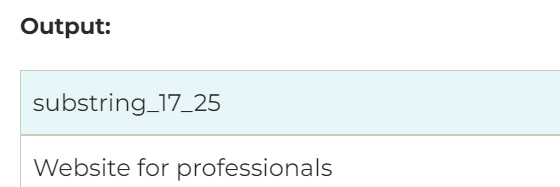 Output:
substring_17_25
Website for professionals